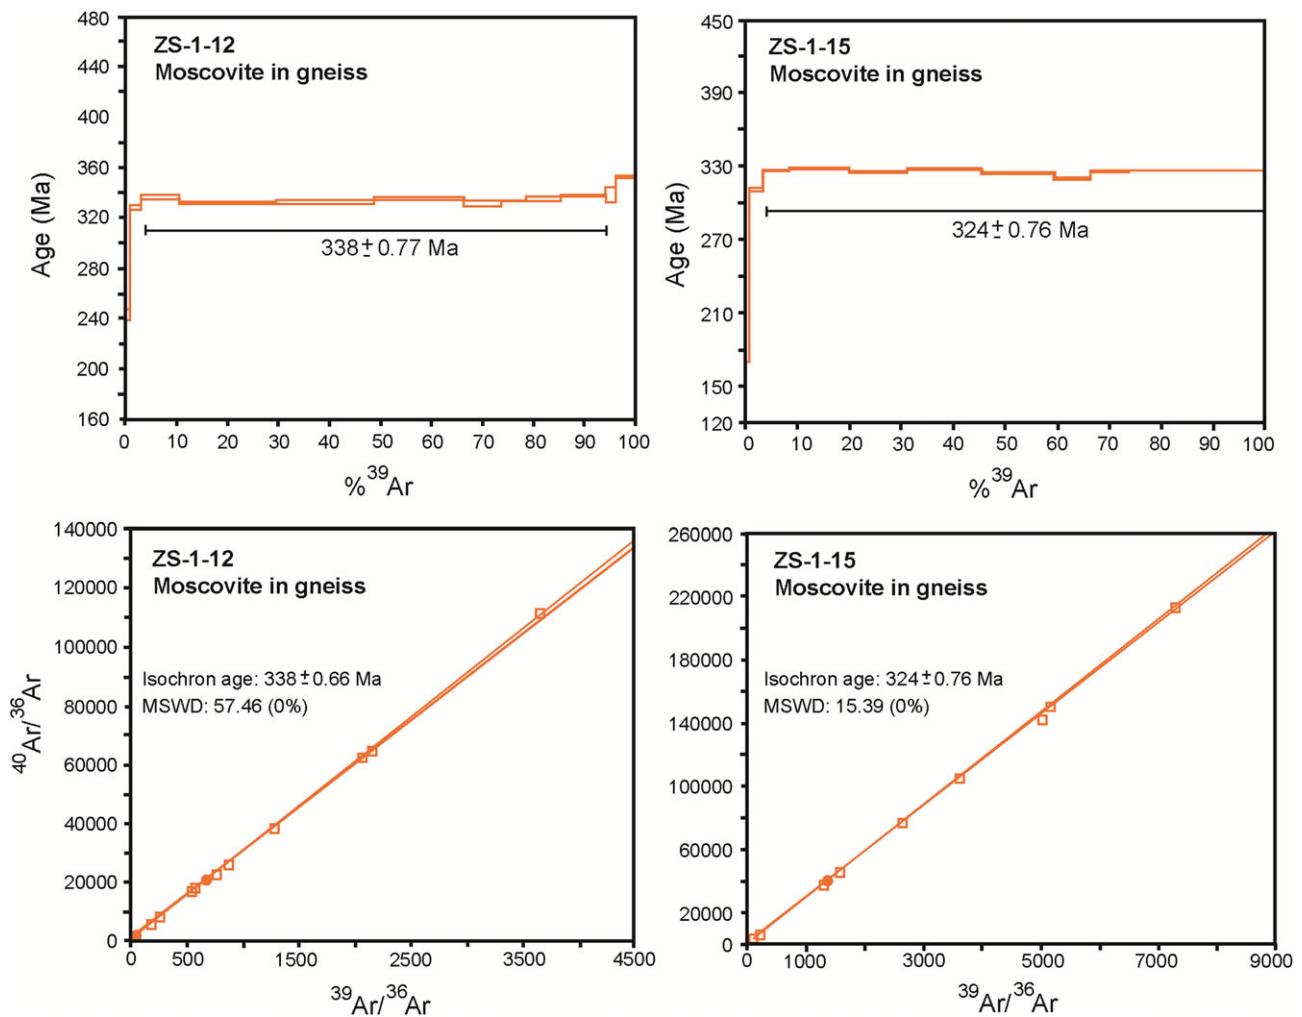 480
440
400
360
320
280
240
200
160
Age (Ma)
ZS-1-12
Moscovite in gneiss
338±0.77 Ma
0 10 20 30 40 50 60 70 80 90 100
%³⁹Ar
450
390
330
270
210
150
120
Age (Ma)
ZS-1-15
Moscovite in gneiss
324±0.76 Ma
0 10 20 30 40 50 60 70 80 90 100
%³⁹Ar
140000
120000
100000
80000
60000
40000
20000
0
⁴⁰Ar/³⁶Ar
ZS-1-12
Moscovite in gneiss
Isochron age: 338±0.66 Ma
MSWD: 57.46 (0%)
0 500 1500 2500 3500 4500
³⁹Ar/³⁶Ar
260000
220000
180000
140000
100000
60000
20000
0
ZS-1-15
Moscovite in gneiss
Isochron age: 324±0.76 Ma
MSWD: 15.39 (0%)
0 1000 3000 5000 7000 9000
³⁹Ar/³⁶Ar